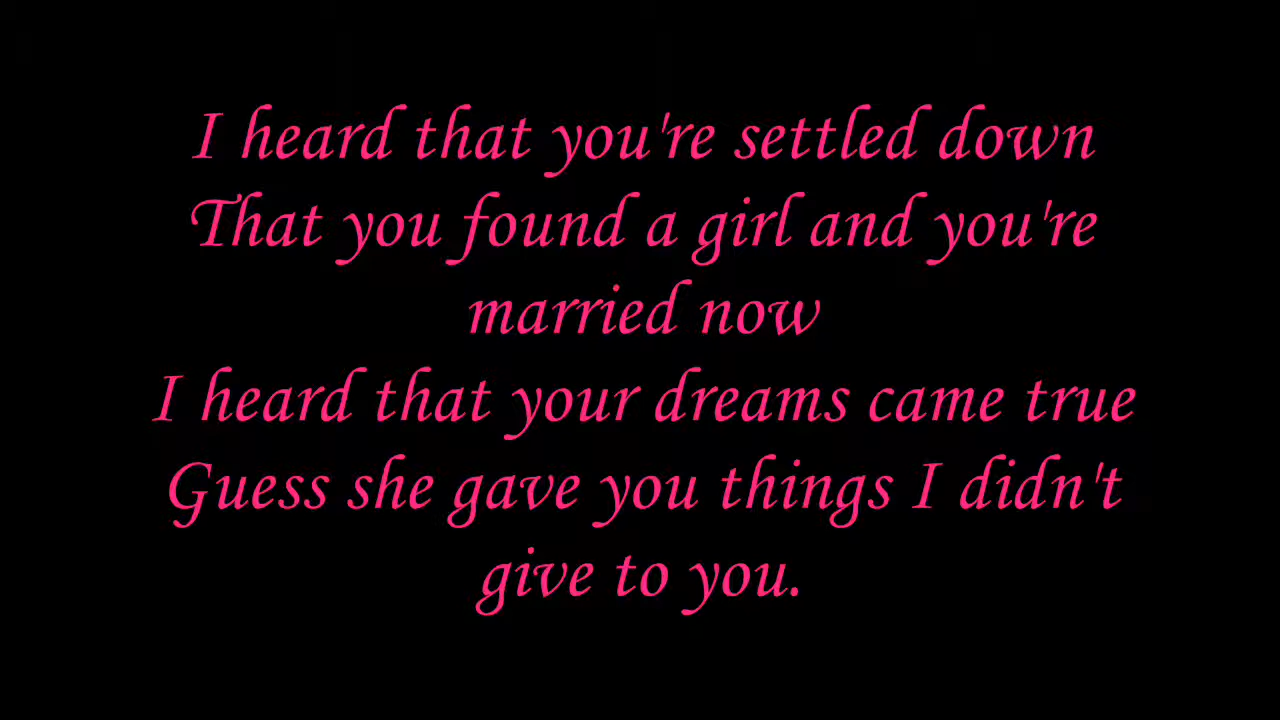 I heard that you're settled down
That you found a girl and you're
married now
I heard that your dreams came true
Guess she gave you things I didn't
give to you.